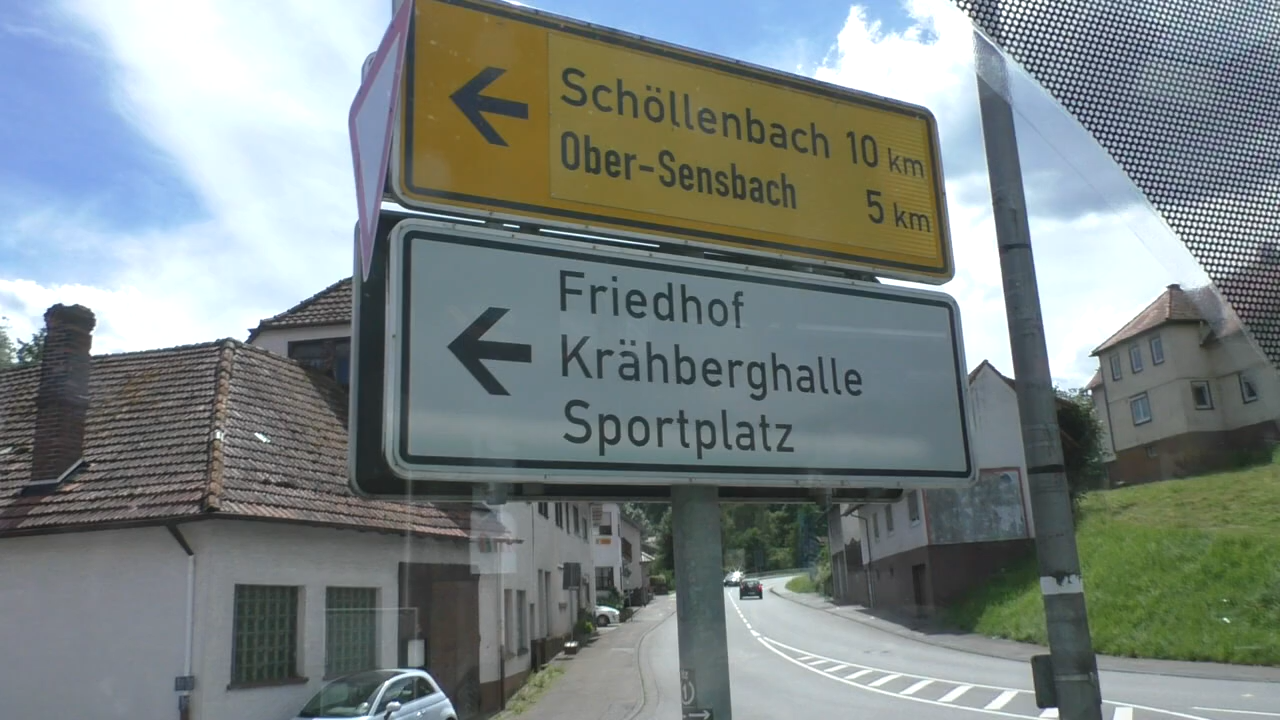 Schöllenbach 10 km
Ober-Sensbach 5 km
Friedhof
Krähberghalle
Sportplatz